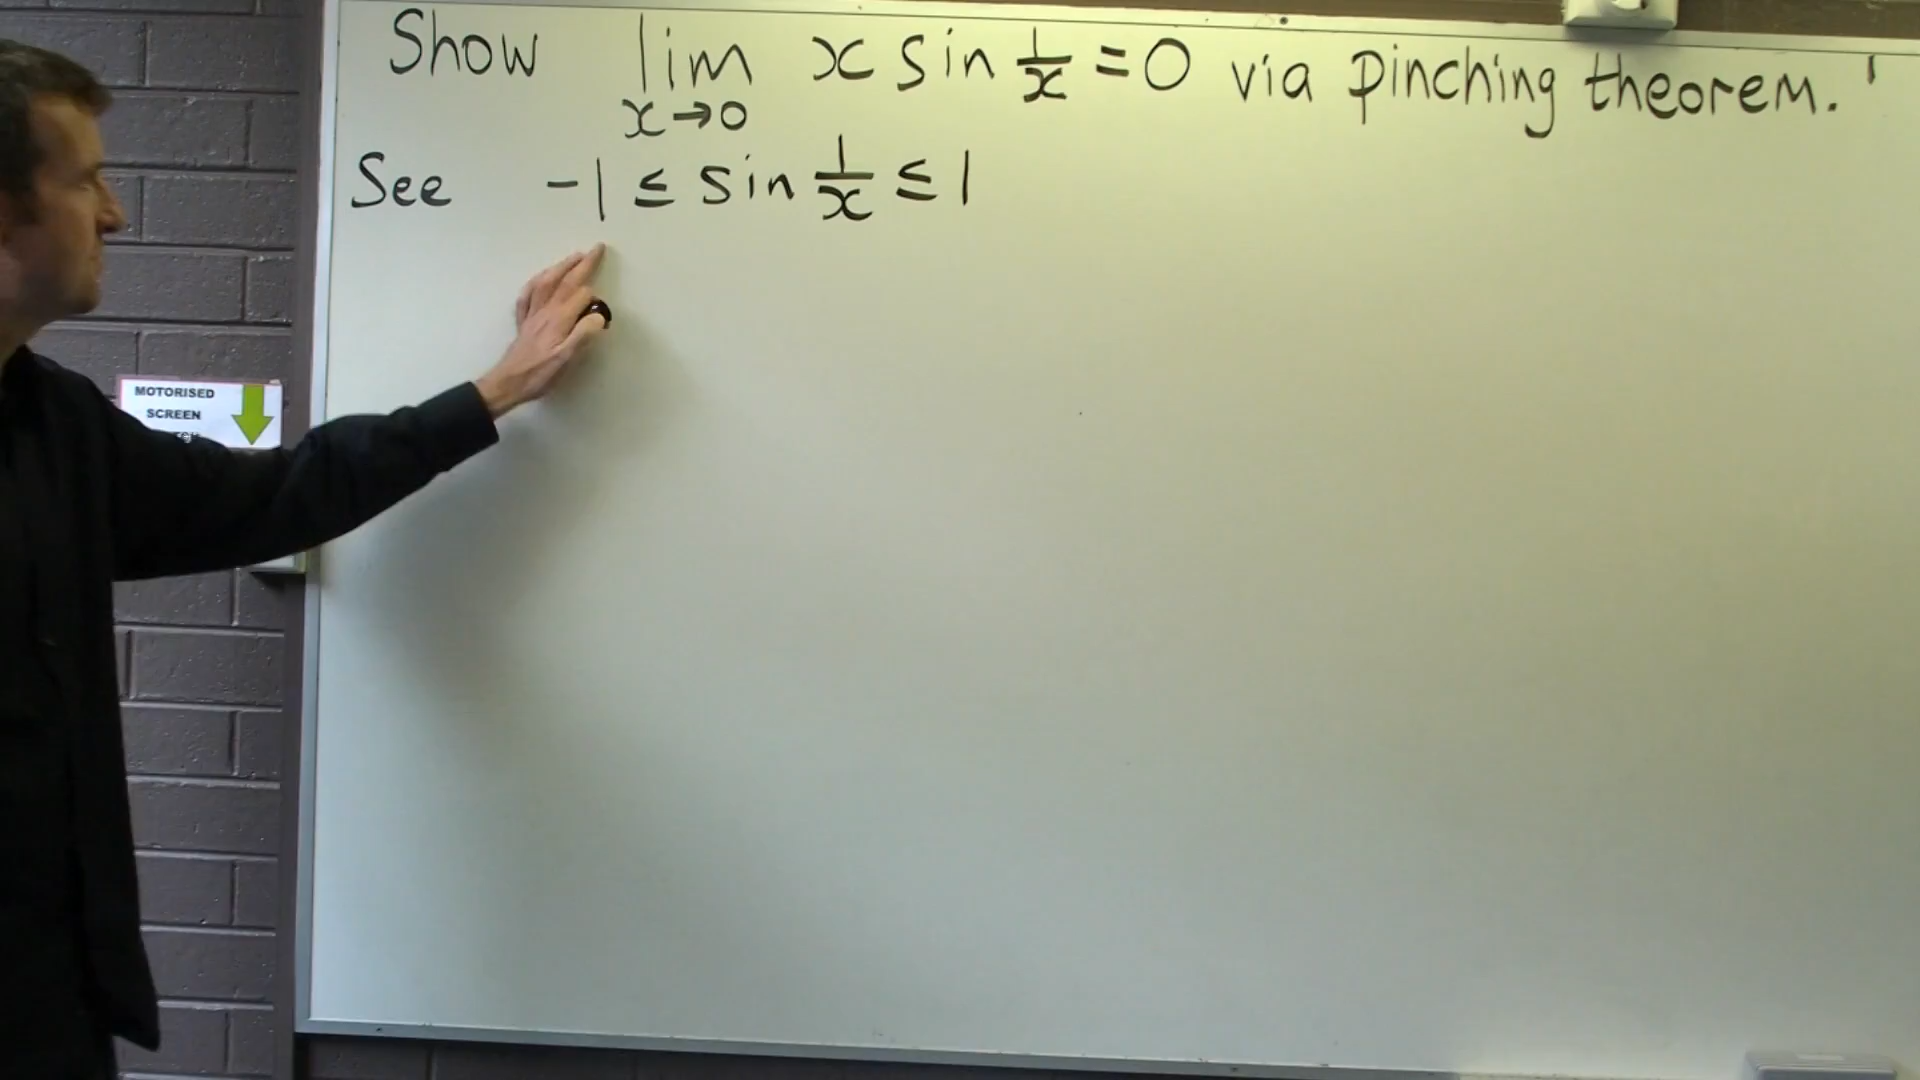 Show lim x sin 1/x = 0 via pinching theorem.
x→0
See -1 ≤ sin 1/x ≤ 1
MOTORISED
SCREEN